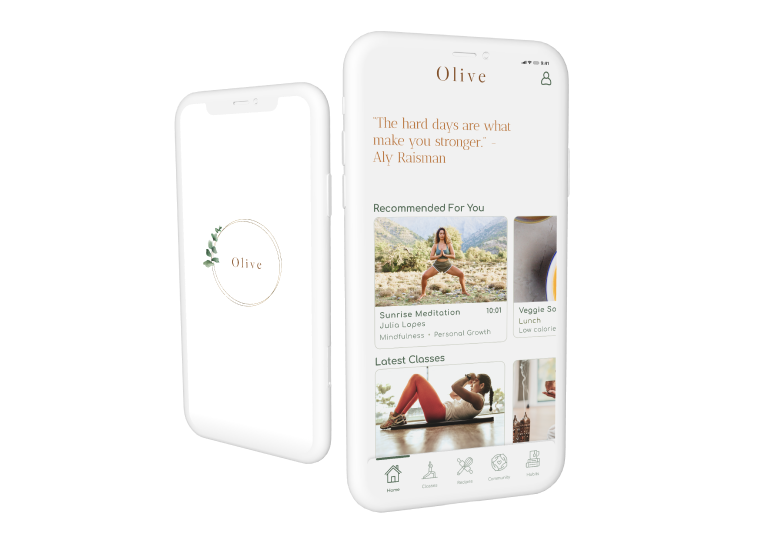 Olive
9:41
Olive
"The hard days are what
make you stronger." -
Aly Raisman
Recommended For You
Sunrise Meditation 10:01
Julia Lopes
Mindfulness • Personal Growth
Veggie So
Lunch
Low calorie
Latest Classes
Home
Classes
Recipes
Community
Habits